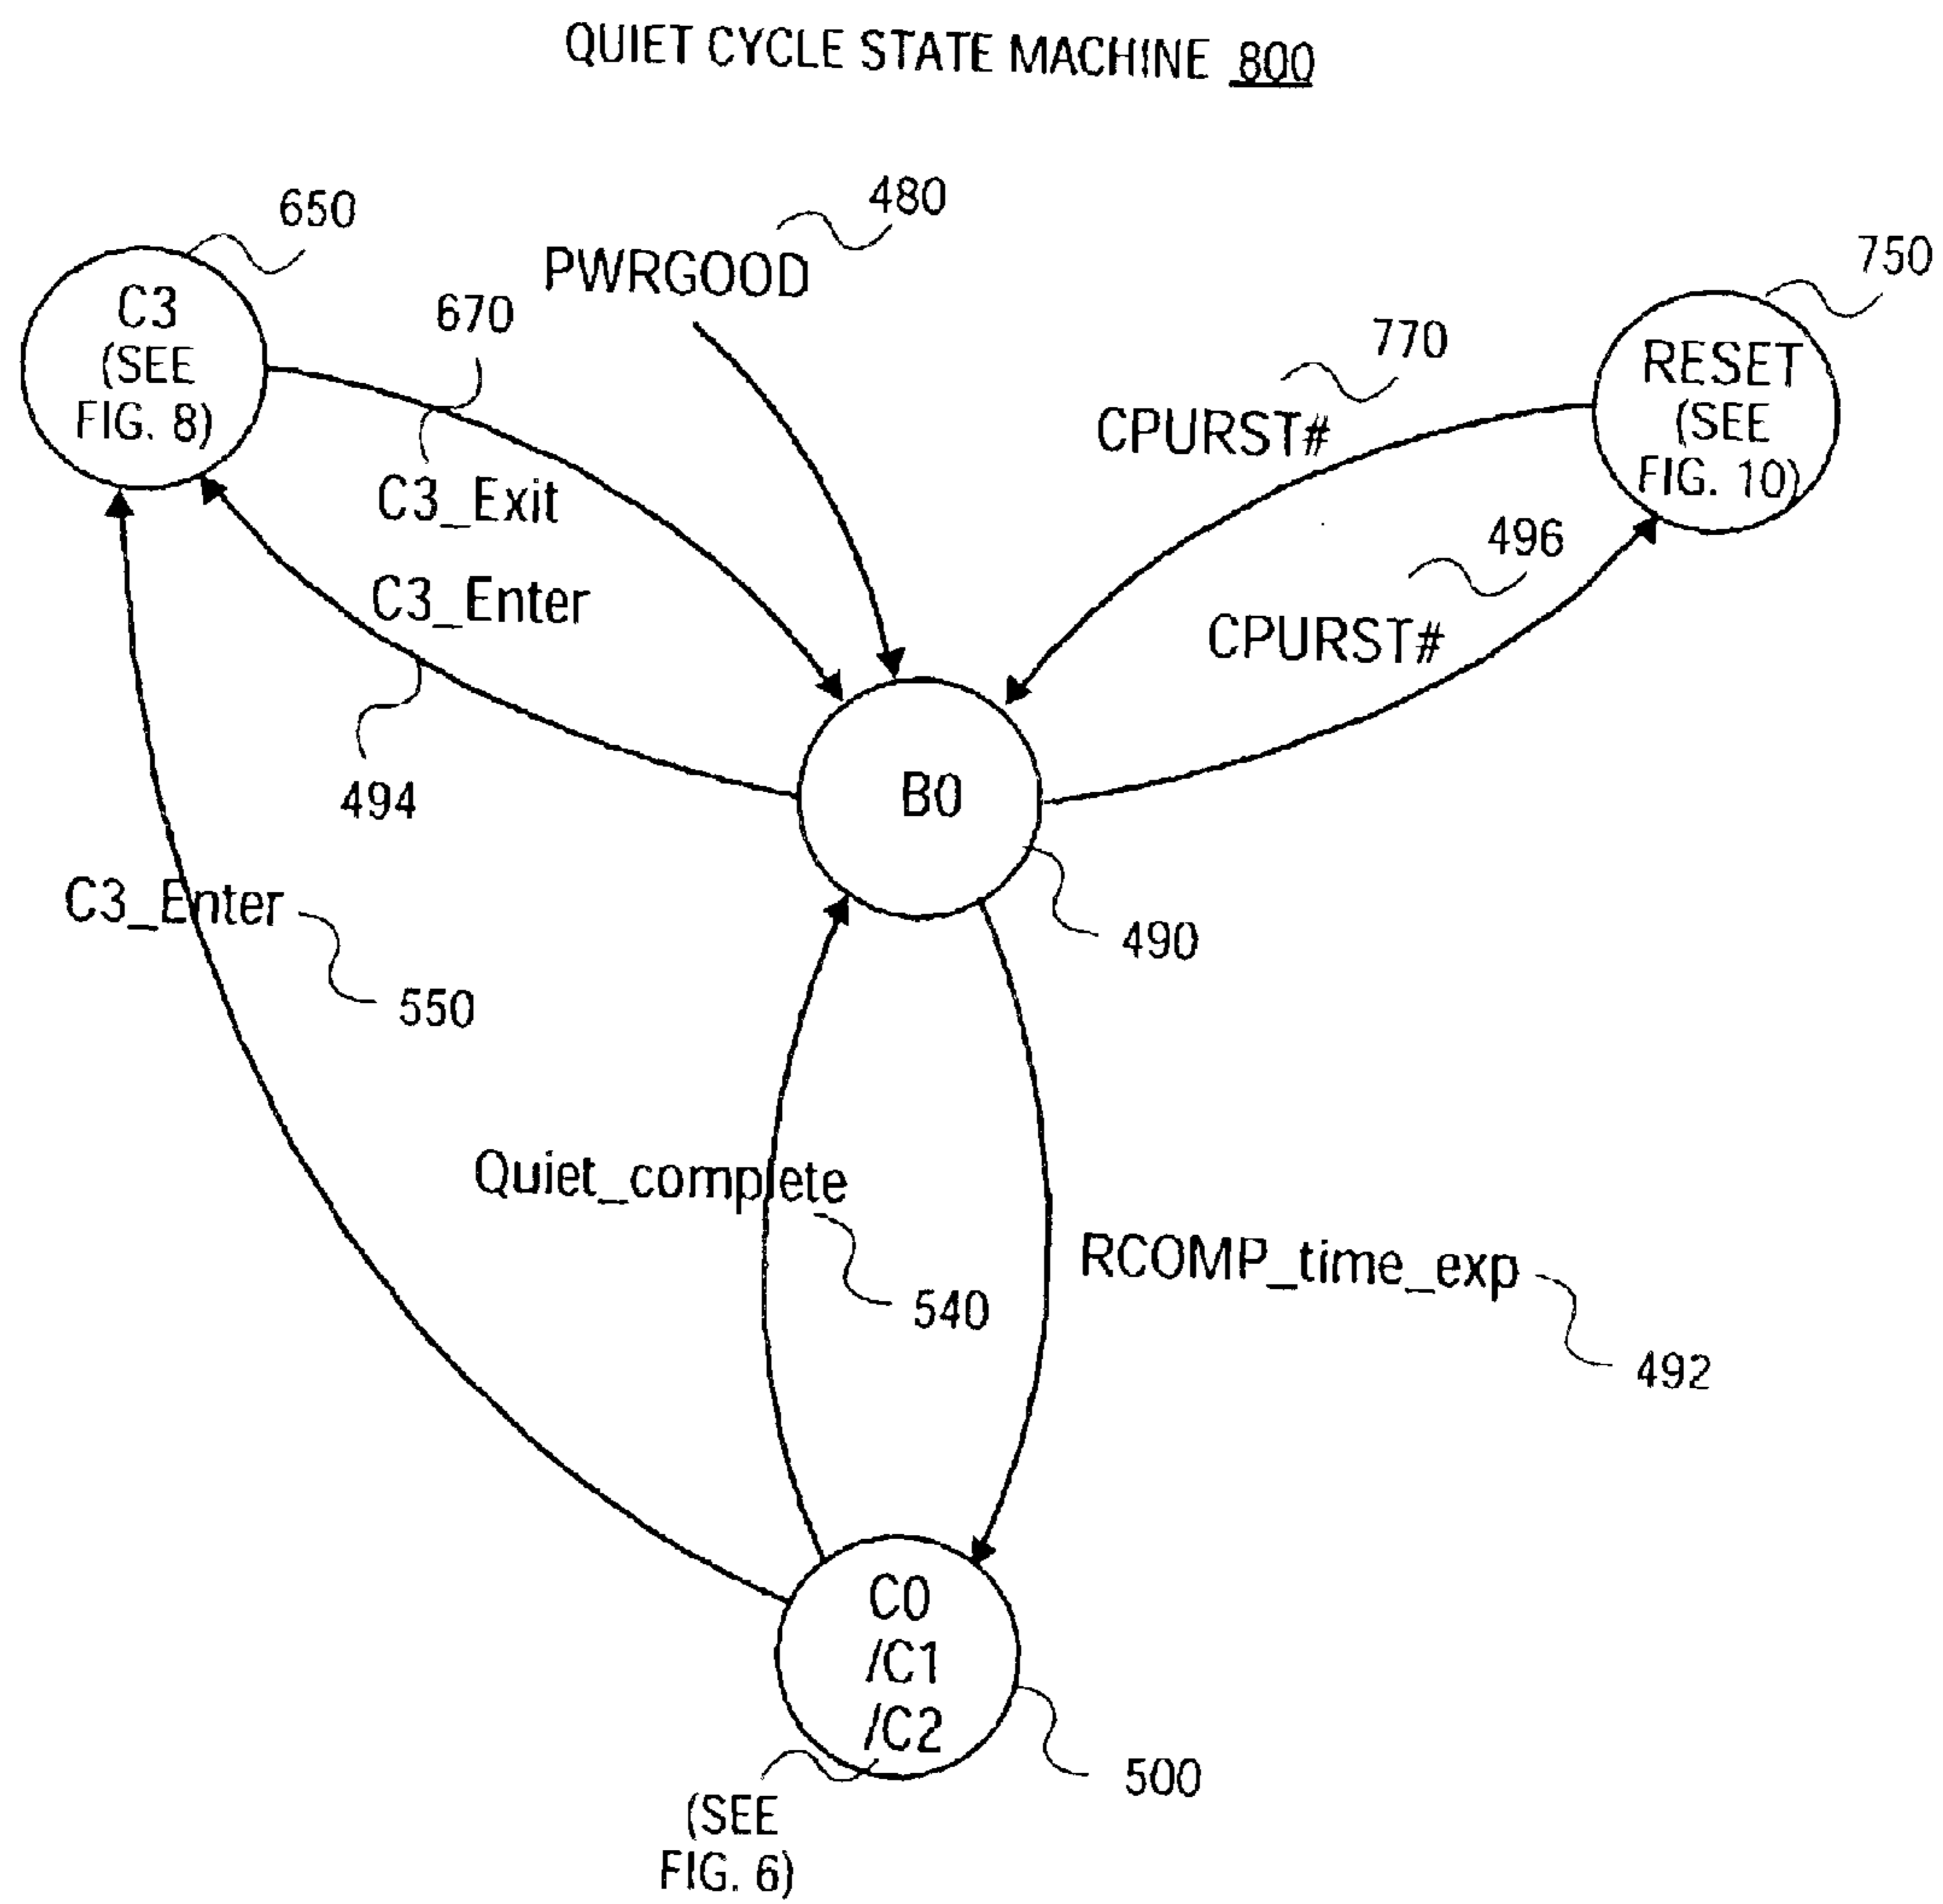 QUIET CYCLE STATE MACHINE 800
650
480
PWRGOOD
750
C3
(SEE
FIG. 8)
670
770
RESET
(SEE
FIG. 10)
CPURST#
C3_Exit
496
C3_Enter
CPURST#
494
B0
C3_Enter
490
550
Quiet_complete
RCOMP_time_exp
540
492
C0
/C1
/C2
500
(SEE
FIG. 6)